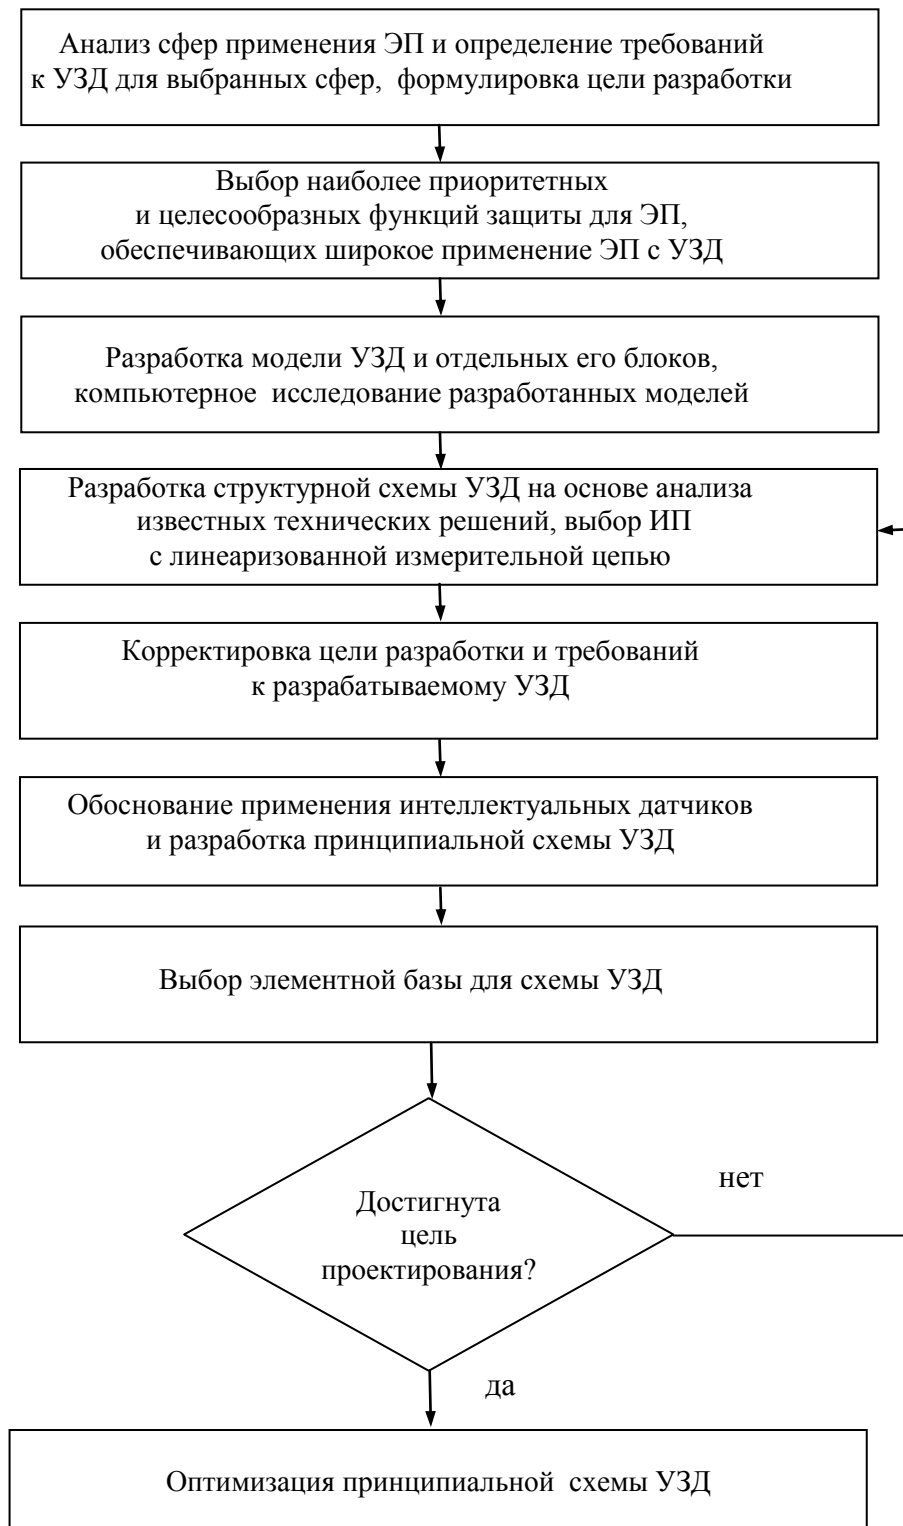 Анализ сфер применения ЭП и определение требований
к УЗД для выбранных сфер, формулировка цели разработки
Выбор наиболее приоритетных
и целесообразных функций защиты для ЭП,
обеспечивающих широкое применение ЭП с УЗД
Разработка модели УЗД и отдельных его блоков,
компьютерное исследование разработанных моделей
Разработка структурной схемы УЗД на основе анализа
известных технических решений, выбор ИП
с линеаризованной измерительной цепью
Корректировка цели разработки и требований
к разрабатываемому УЗД
Обоснование применения интеллектуальных датчиков
и разработка принципиальной схемы УЗД
Выбор элементной базы для схемы УЗД
Достигнута
цель
проектирования?
нет
да
Оптимизация принципиальной схемы УЗД